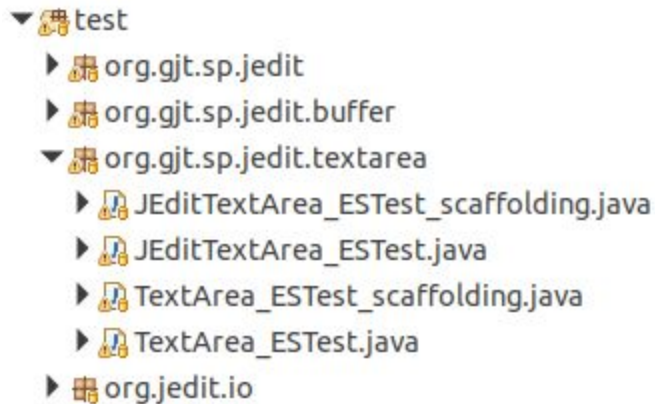 test
org.gjt.sp.jedit
org.gjt.sp.jedit.buffer
org.gjt.sp.jedit.textarea
JEditTextArea_ESTest_scaffolding.java
JEditTextArea_ESTest.java
TextArea_ESTest_scaffolding.java
TextArea_ESTest.java
org.jedit.io